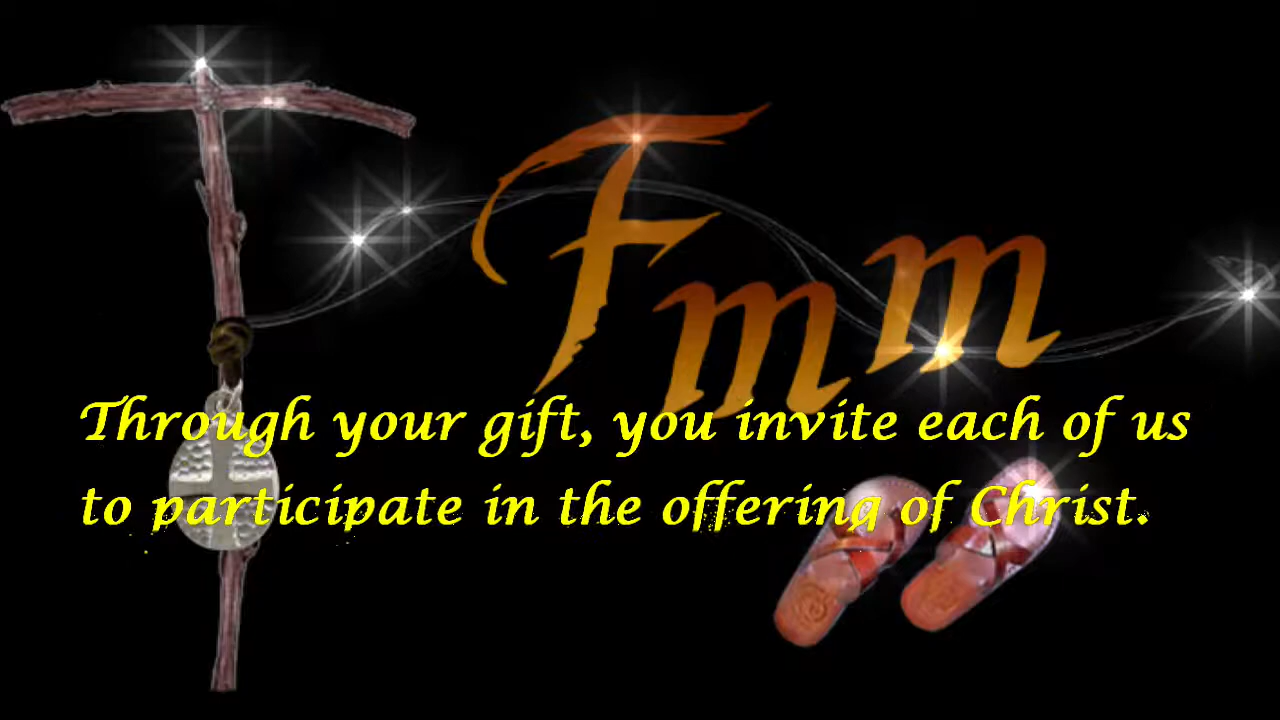 Fmm
Through your gift, you invite each of us
to participate in the offering of Christ.